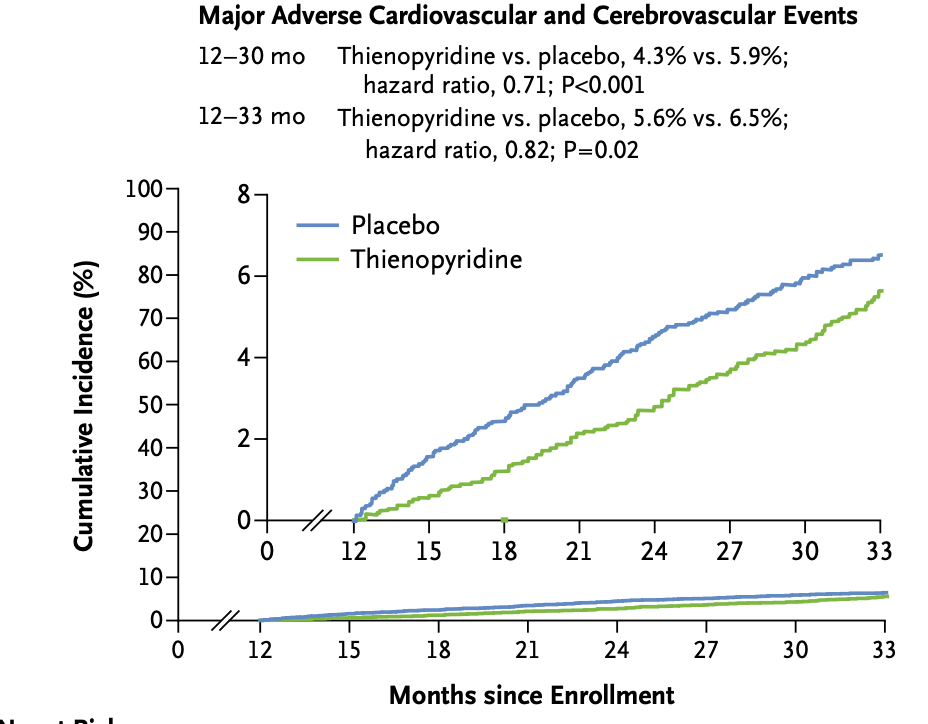 Major Adverse Cardiovascular and Cerebrovascular Events
12–30 mo Thienopyridine vs. placebo, 4.3% vs. 5.9%;
hazard ratio, 0.71; P<0.001
12–33 mo Thienopyridine vs. placebo, 5.6% vs. 6.5%;
hazard ratio, 0.82; P=0.02
Cumulative Incidence (%)
100
90
80
70
60
50
40
30
20
10
0
8
6
4
2
0
Placebo
Thienopyridine
0 12 15 18 21 24 27 30 33
0 12 15 18 21 24 27 30 33
Months since Enrollment